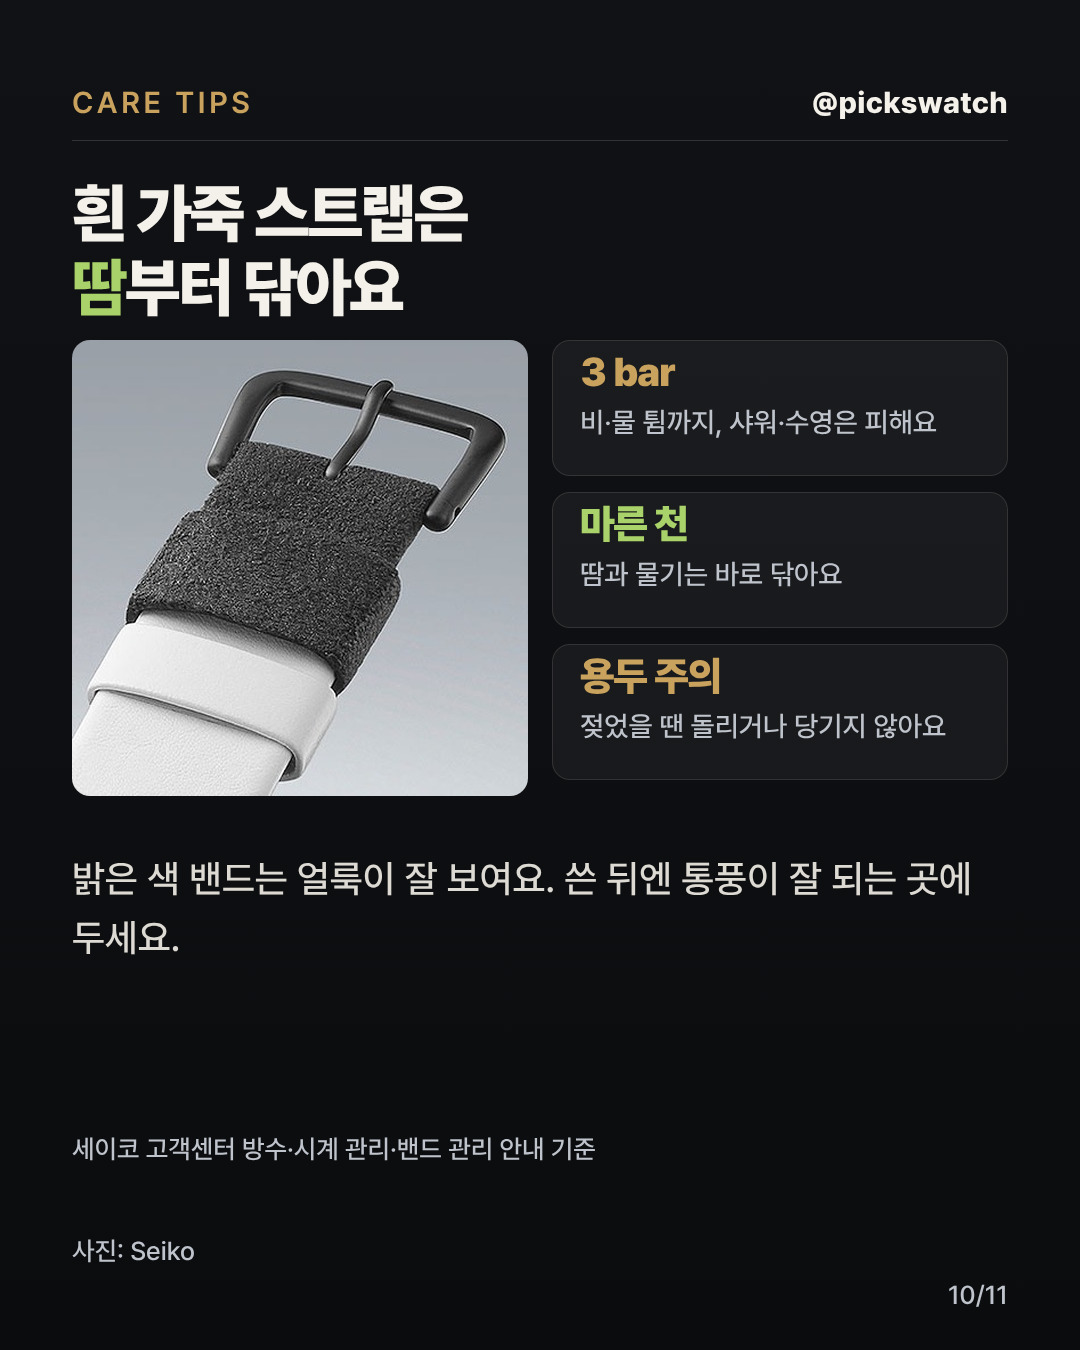 CARE TIPS
@pickswatch
흰 가죽 스트랩은
땀부터 닦아요
3 bar
비·물 튐까지, 샤워·수영은 피해요
마른 천
땀과 물기는 바로 닦아요
용두 주의
젖었을 땐 돌리거나 당기지 않아요
밝은 색 밴드는 얼룩이 잘 보여요. 쓴 뒤엔 통풍이 잘 되는 곳에
두세요.
세이코 고객센터 방수·시계 관리·밴드 관리 안내 기준
사진: Seiko
10/11